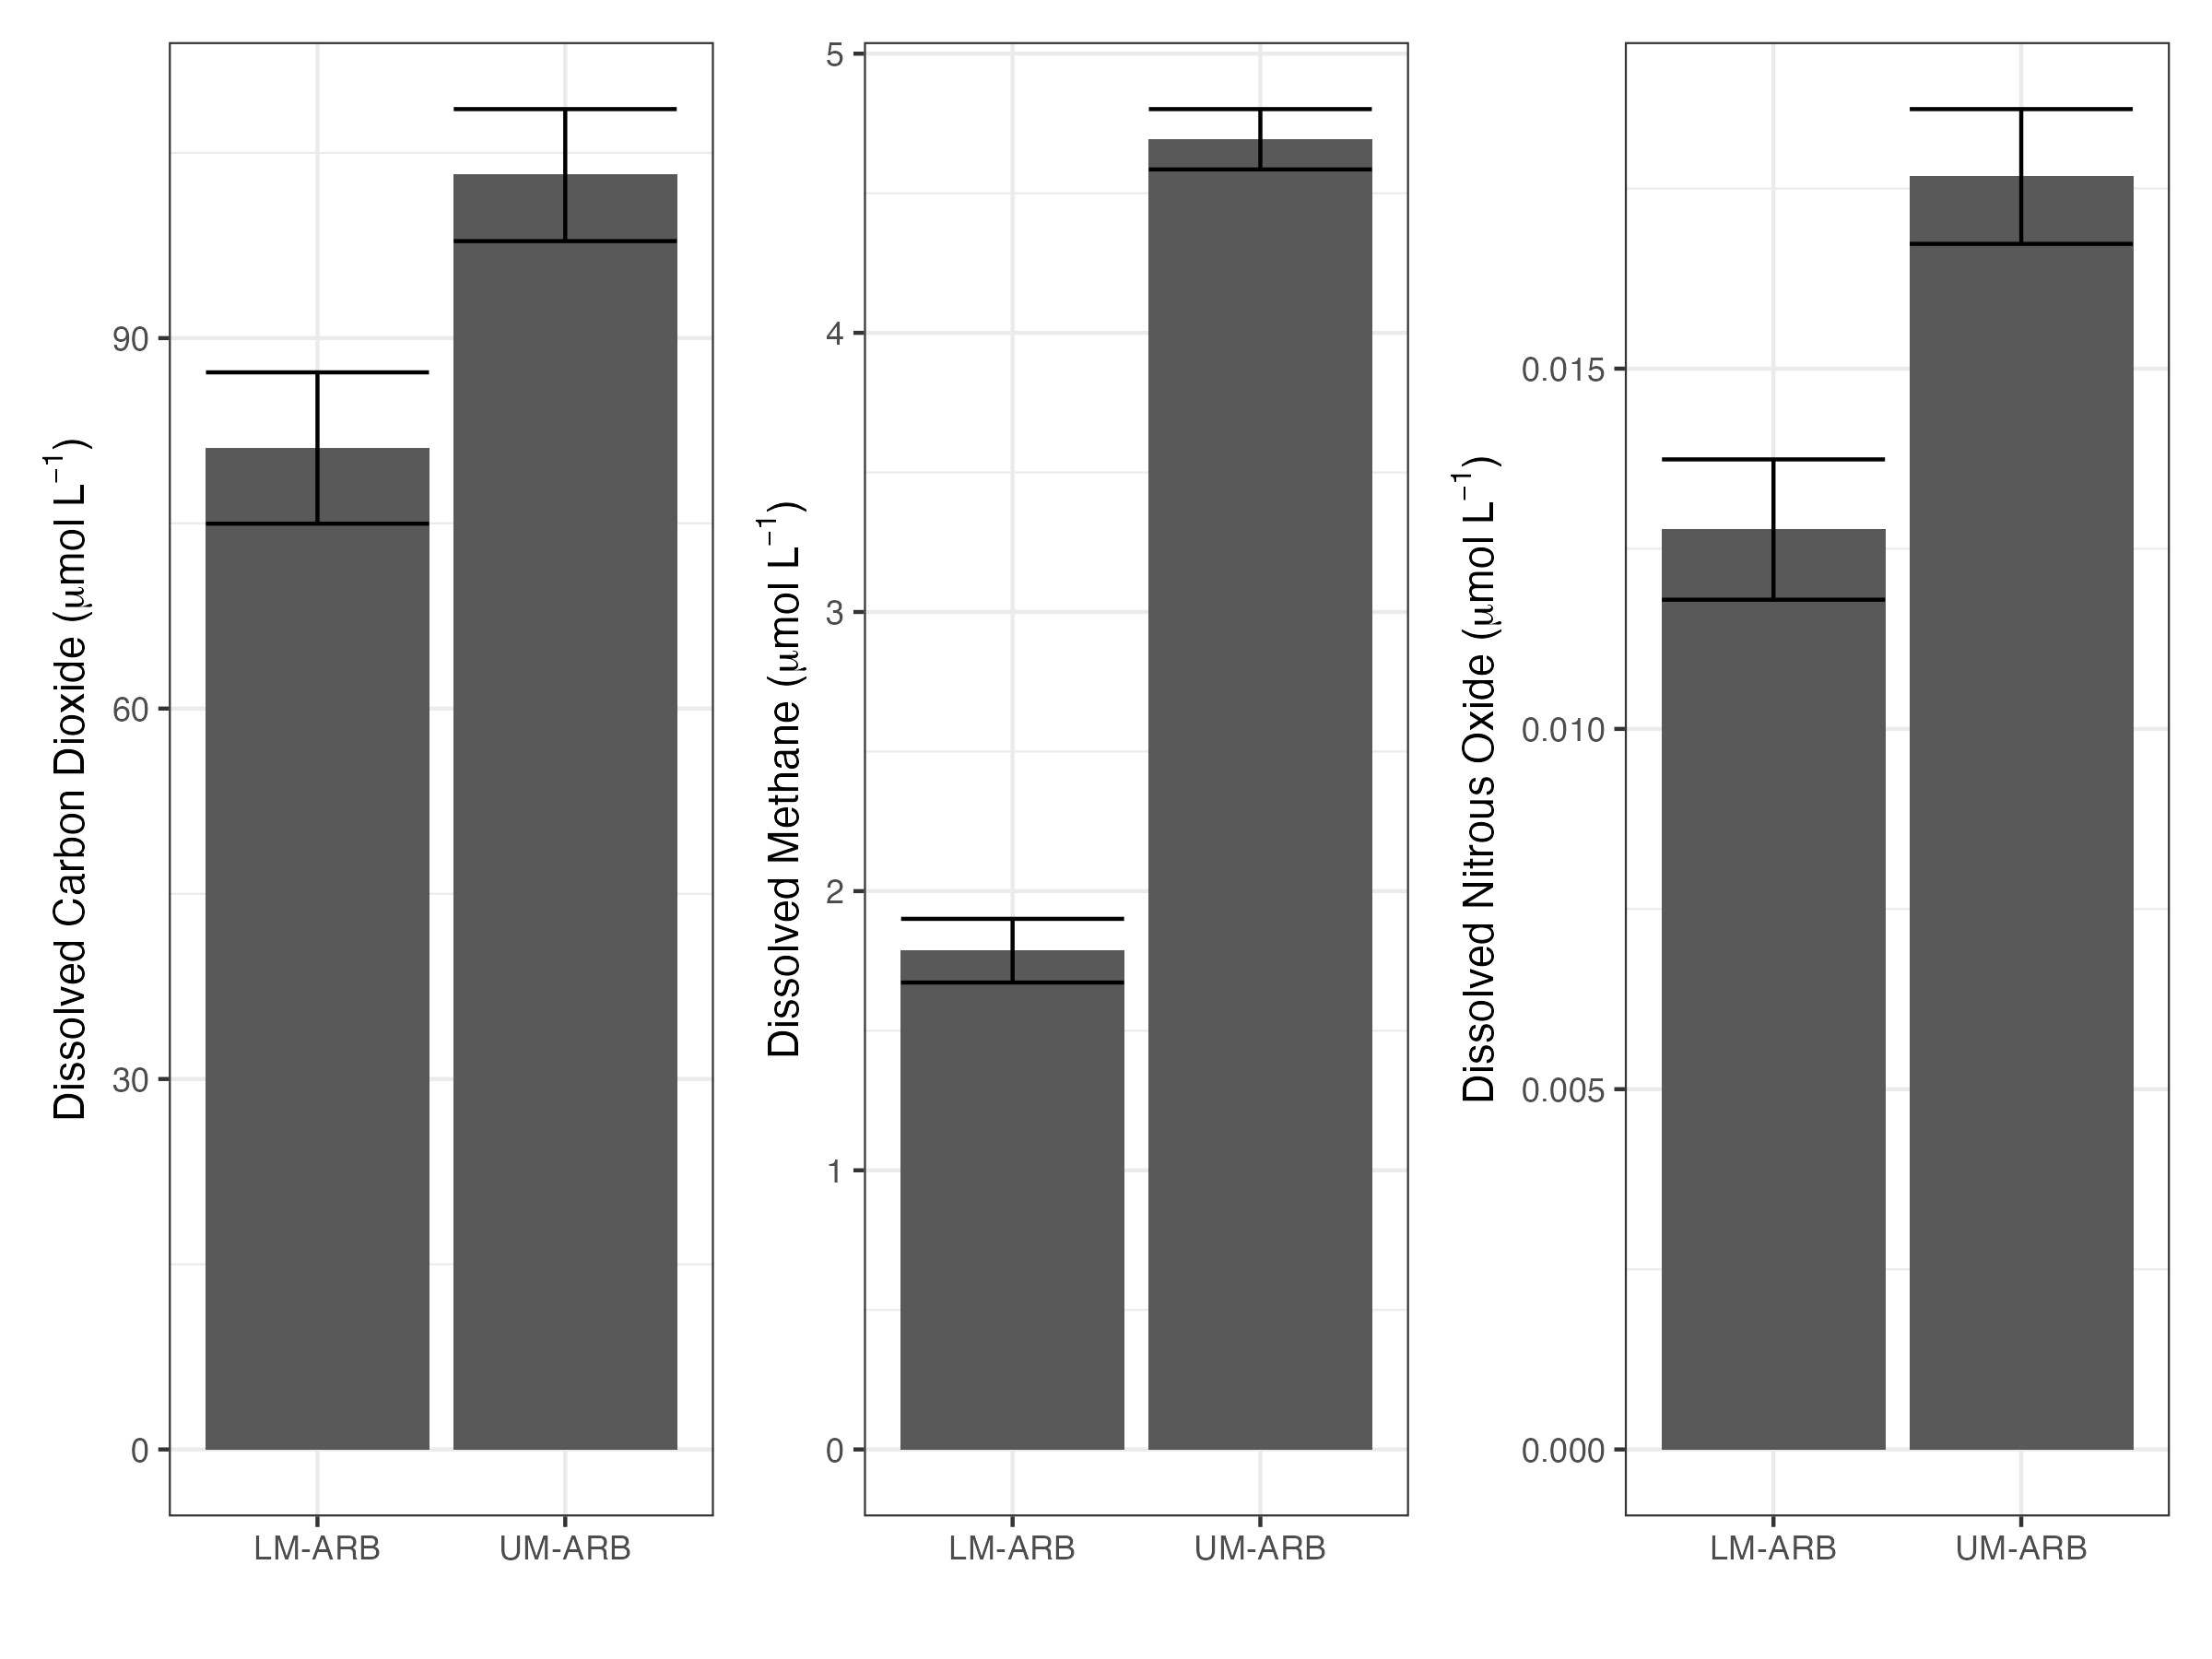 Dissolved Carbon Dioxide (μmol L⁻¹)
90
60
30
0
LM-ARB UM-ARB
Dissolved Methane (μmol L⁻¹)
5
4
3
2
1
0
LM-ARB UM-ARB
Dissolved Nitrous Oxide (μmol L⁻¹)
0.015
0.010
0.005
0.000
LM-ARB UM-ARB